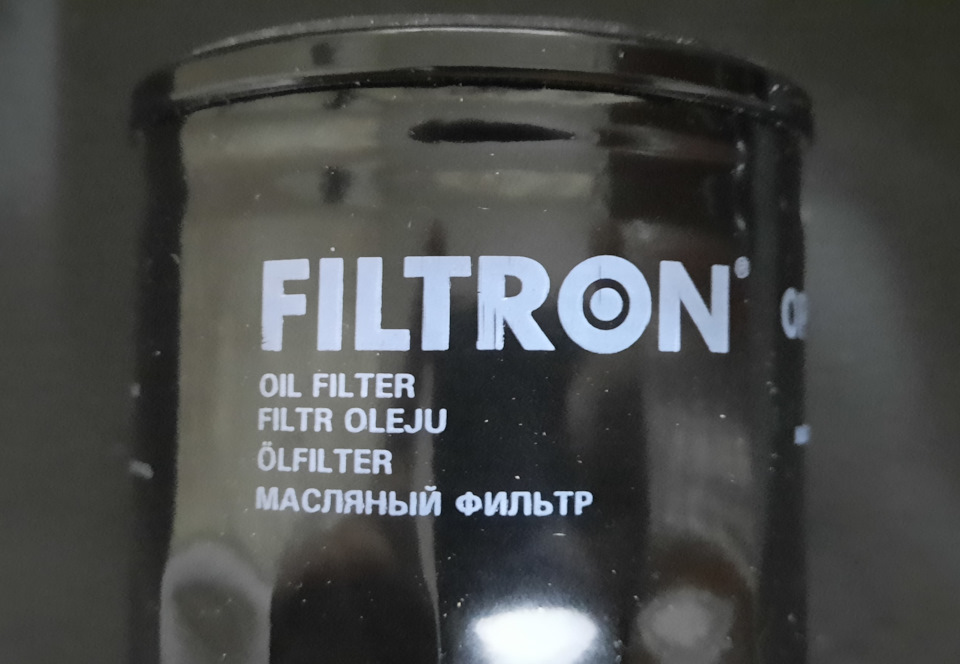 FILTRON®
OIL FILTER
FILTR OLEJU
ÖLFILTER
МАСЛЯНЫЙ ФИЛЬТР